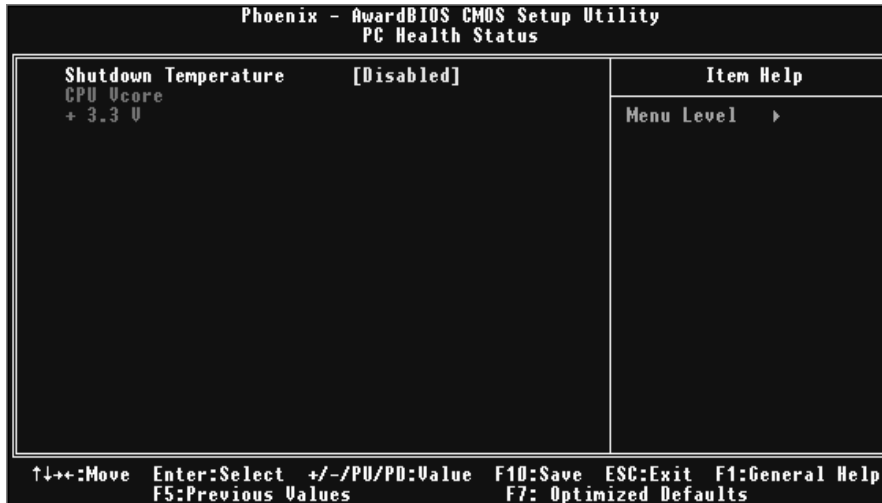 Phoenix - AwardBIOS CMOS Setup Utility
PC Health Status
Shutdown Temperature [Disabled]
CPU Vcore
+ 3.3 V
Item Help
Menu Level ▸
↑↓→←:Move Enter:Select +/-/PU/PD:Value F10:Save ESC:Exit F1:General Help
F5:Previous Values F7: Optimized Defaults